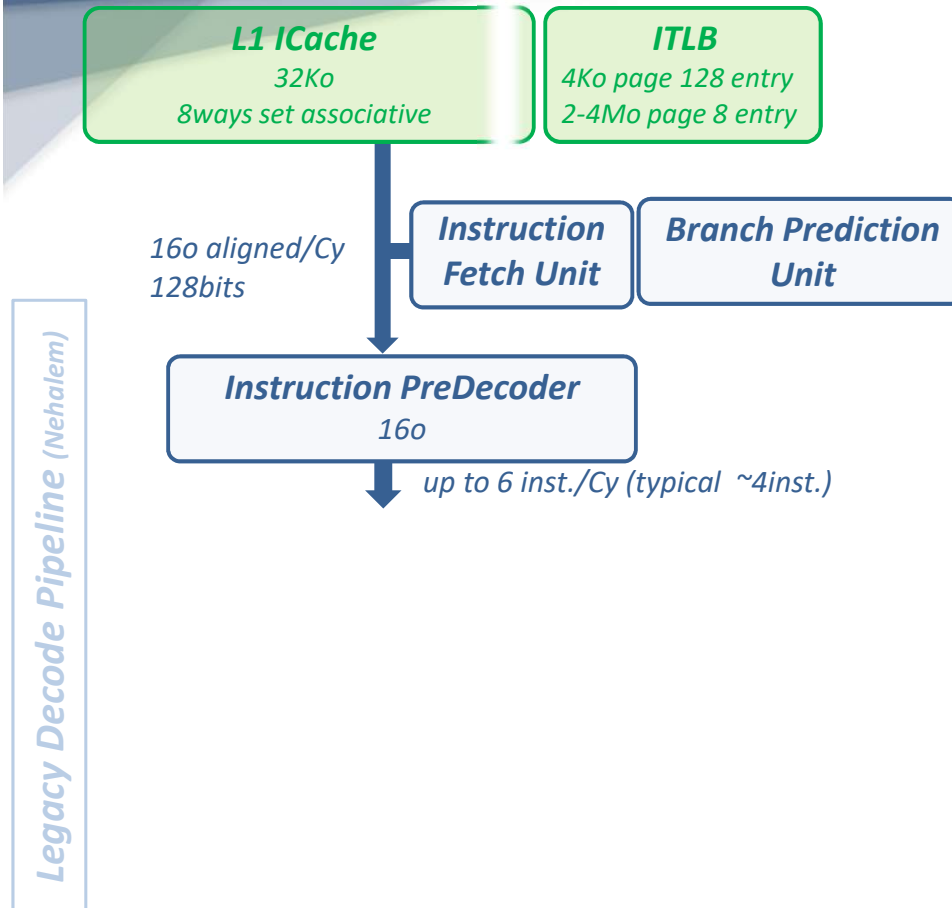 L1 ICache
32Ko
8ways set associative
ITLB
4Ko page 128 entry
2-4Mo page 8 entry
16o aligned/Cy
128bits
Instruction
Fetch Unit
Branch Prediction
Unit
Instruction PreDecoder
16o
up to 6 inst./Cy (typical ~4inst.)
Legacy Decode Pipeline (Nehalem)